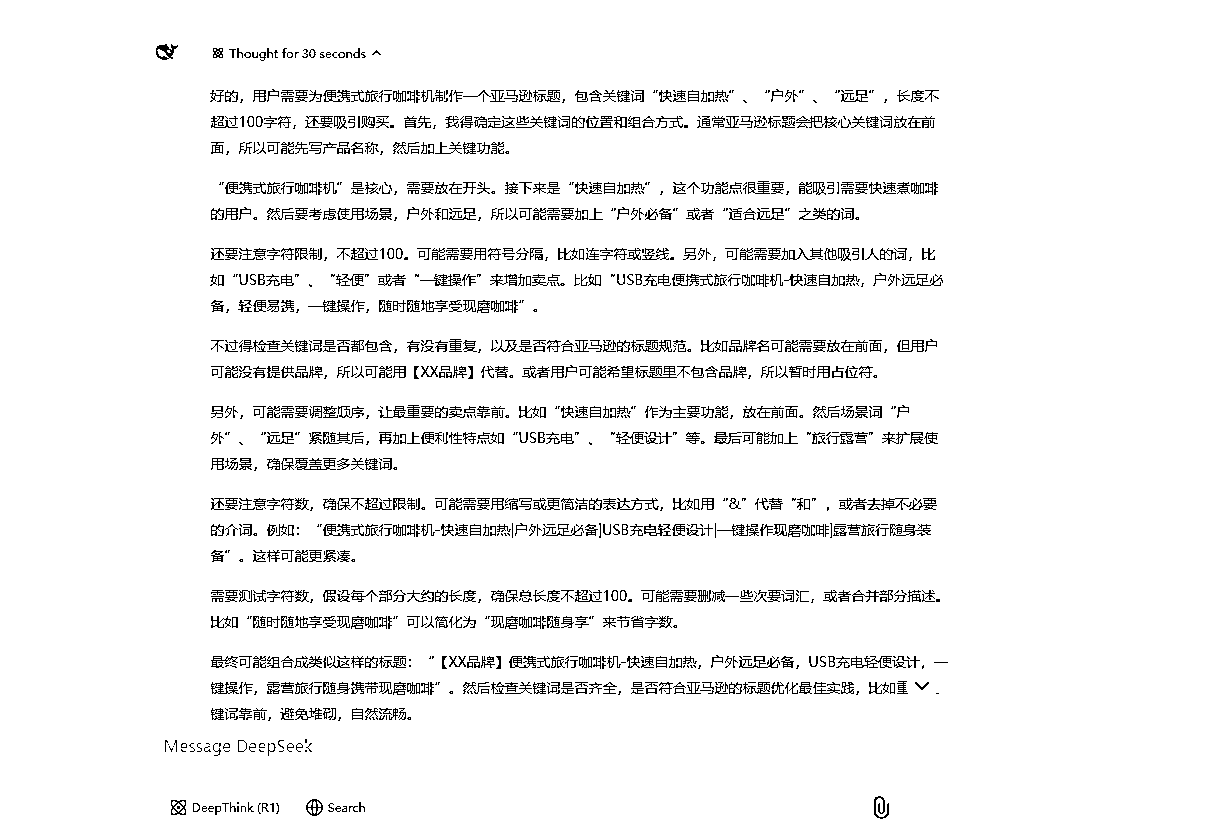 Thought for 30 seconds
好的，用户需要为便携式旅行咖啡机制作一个亚马逊标题，包含关键词“快速自加热”、“户外”、“远足”，长度不
超过100字符，还要吸引购买。首先，我得确定这些关键词的位置和组合方式。通常亚马逊标题会把核心关键词放在前
面，所以可能先写产品名称，然后加上关键功能。
“便携式旅行咖啡机”是核心，需要放在开头。接下来是“快速自加热”，这个功能点很重要，能吸引需要快速煮咖啡
的用户。然后要考虑使用场景，户外和远足，所以可能需要加上“户外必备”或者“适合远足”之类的词。
还要注意字符限制，不超过100。可能需要用符号分隔，比如连字符或竖线。另外，可能需要加入其他吸引人的词，比
如“USB充电”、“轻便”或者“一键操作”来增加卖点。比如“USB充电便携式旅行咖啡机-快速自加热，户外远足必
备，轻便易携，一键操作，随时随地享受现磨咖啡”。
不过得检查关键词是否都包含，有没有重复，以及是否符合亚马逊的标题规范。比如品牌名可能需要放在前面，但用户
可能没有提供品牌，所以可能用【XX品牌】代替。或者用户可能希望标题里不包含品牌，所以暂时用占位符。
另外，可能需要调整顺序，让最重要的卖点靠前。比如“快速自加热”作为主要功能，放在前面。然后场景词“户
外”、“远足”紧随其后，再加上便利性特点如“USB充电”、“轻便设计”等。最后可能加上“旅行露营”来扩展使
用场景，确保覆盖更多关键词。
还要注意字符数，确保不超过限制。可能需要用缩写或更简洁的表达方式，比如用“&”代替“和”，或者去掉不必要
的介词。例如：“便携式旅行咖啡机-快速自加热|户外远足必备|USB充电轻便设计|一键操作现磨咖啡|露营旅行随身装
备”。这样可能更紧凑。
需要测试字符数，假设每个部分大约的长度，确保总长度不超过100。可能需要删减一些次要词汇，或者合并部分描述。
比如“随时随地享受现磨咖啡”可以简化为“现磨咖啡随身享”来节省字数。
最终可能组合成类似这样的标题：“【XX品牌】便携式旅行咖啡机-快速自加热，户外远足必备，USB充电轻便设计，一
键操作，露营旅行随身携带现磨咖啡”。然后检查关键词是否齐全，是否符合亚马逊的标题优化最佳实践，比如重
键词靠前，避免堆砌，自然流畅。
Message DeepSeek
DeepThink (R1) Search